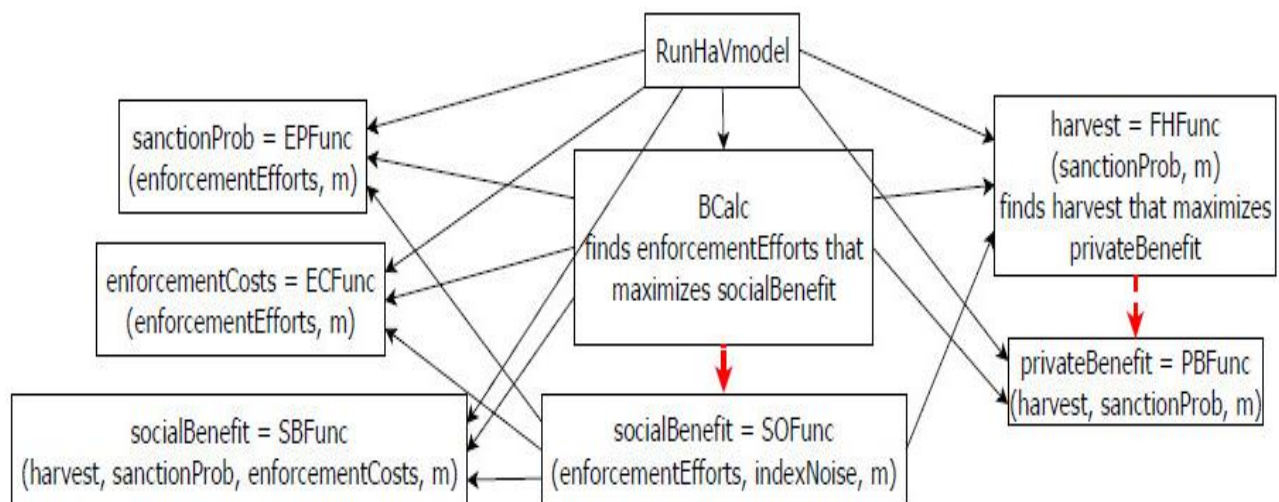 RunHaVmodel
sanctionProb = EPFunc
(enforcementEfforts, m)
harvest = FHFunc
(sanctionProb, m)
finds harvest that maximizes
privateBenefit
BCalc
finds enforcementEfforts that
maximizes socialBenefit
enforcementCosts = ECFunc
(enforcementEfforts, m)
privateBenefit = PBFunc
(harvest, sanctionProb, m)
socialBenefit = SBFunc
(harvest, sanctionProb, enforcementCosts, m)
socialBenefit = SOFunc
(enforcementEfforts, indexNoise, m)